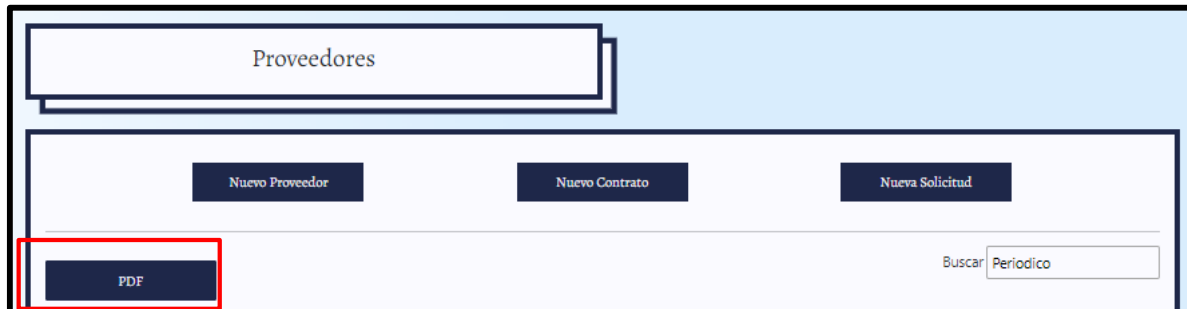 Proveedores
Nuevo Proveedor Nuevo Contrato Nueva Solicitud
Buscar Periodico
PDF